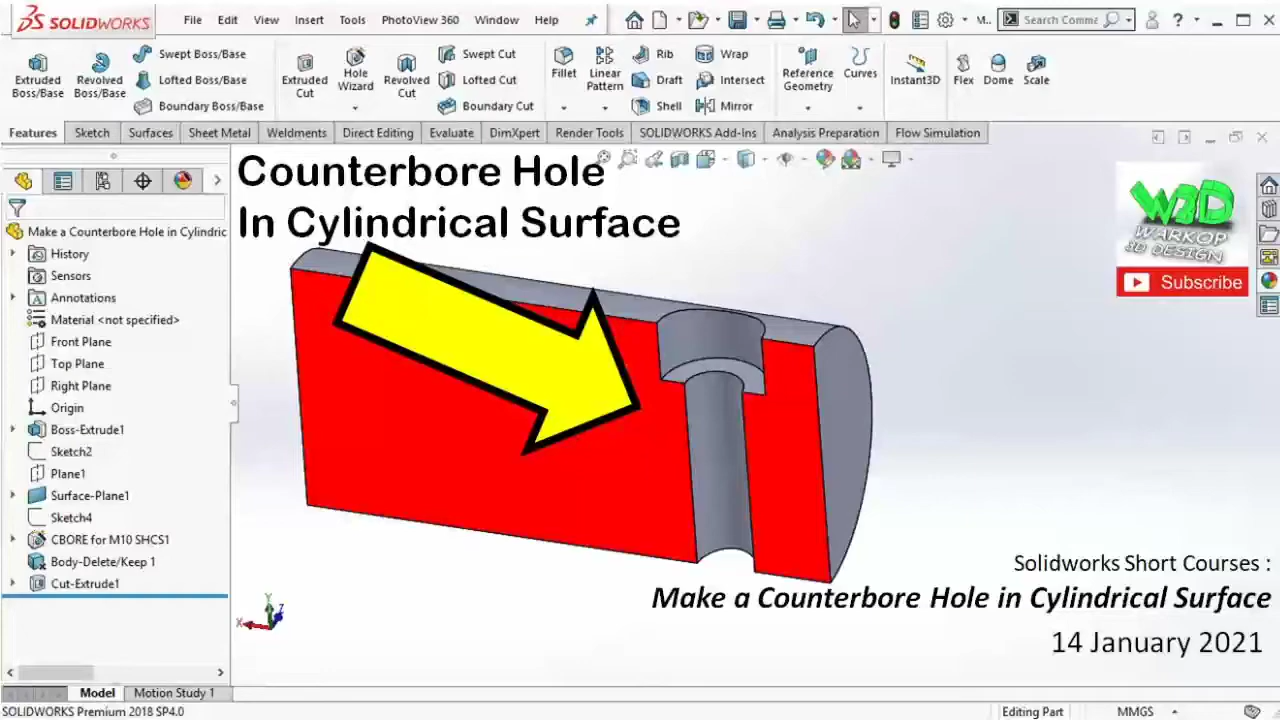 SOLIDWORKS
File Edit View Insert Tools PhotoView 360 Window Help
M..
Search Comma
Extruded Boss/Base
Revolved Boss/Base
Swept Boss/Base
Lofted Boss/Base
Boundary Boss/Base
Extruded Cut
Hole Wizard
Revolved Cut
Swept Cut
Lofted Cut
Boundary Cut
Fillet
Linear Pattern
Rib
Draft
Shell
Wrap
Intersect
Mirror
Reference Geometry
Curves
Instant3D
Flex
Dome
Scale
Features Sketch Surfaces Sheet Metal Weldments Direct Editing Evaluate DimXpert Render Tools SOLIDWORKS Add-Ins Analysis Preparation Flow Simulation
Counterbore Hole
In Cylindrical Surface
Make a Counterbore Hole in Cylindric
History
Sensors
Annotations
Material <not specified>
Front Plane
Top Plane
Right Plane
Origin
Boss-Extrude1
Sketch2
Plane1
Surface-Plane1
Sketch4
CBORE for M10 SHCS1
Body-Delete/Keep 1
Cut-Extrude1
W3D
WARKOP
3D DESIGN
Subscribe
Y
Z
X
Solidworks Short Courses :
Make a Counterbore Hole in Cylindrical Surface
14 January 2021
Model Motion Study 1
SOLIDWORKS Premium 2018 SP4.0
Editing Part
MMGS